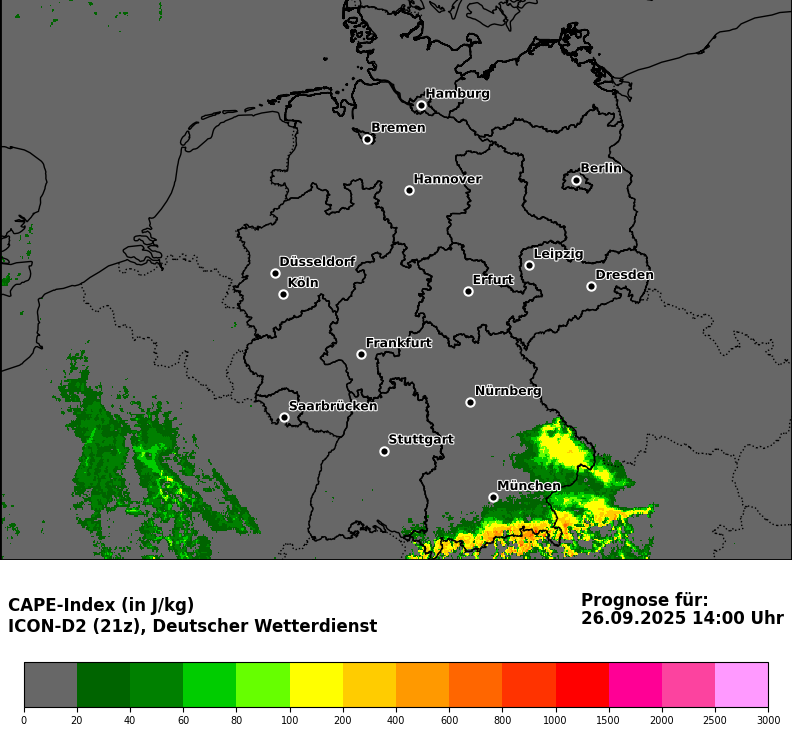 Hamburg
Bremen
Hannover
Berlin
Düsseldorf
Köln
Leipzig
Dresden
Erfurt
Frankfurt
Nürnberg
Saarbrücken
Stuttgart
München
CAPE-Index (in J/kg)
ICON-D2 (21z), Deutscher Wetterdienst
Prognose für:
26.09.2025 14:00 Uhr
0 20 40 60 80 100 200 400 600 800 1000 1500 2000 2500 3000